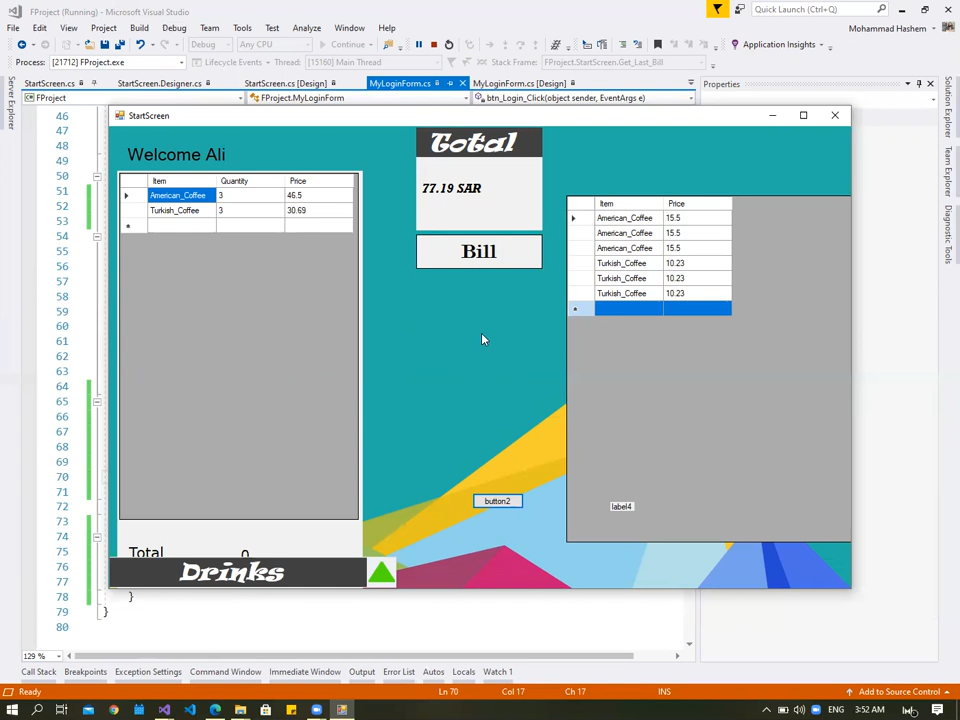 FProject (Running) - Microsoft Visual Studio
Quick Launch (Ctrl+Q)
File Edit View Project Build Debug Team Tools Test Analyze Window Help
Mohammad Hashem
Debug Any CPU Continue Application Insights
Process: [21712] FProject.exe Lifecycle Events Thread: [15160] Main Thread Stack Frame: FProject.StartScreen.Get_Last_Bill
StartScreen.cs StartScreen.Designer.cs StartScreen.cs [Design] MyLoginForm.cs MyLoginForm.cs [Design] Properties
FProject FProject.MyLoginForm btn_Login_Click(object sender, EventArgs e)
Server Explorer
Solution Explorer
Team Explorer
Diagnostic Tools
46
47
48
49
50
51
52
53
54
55
56
57
58
59
60
61
62
63
64
65
66
67
68
69
70
71
72
73
74
75
76
77
78 }
79 }
80
StartScreen
Welcome Ali
Item Quantity Price
American_Coffee 3 46.5
Turkish_Coffee 3 30.69
Total 0
Drinks
Total
77.19 SAR
Bill
button2
Item Price
American_Coffee 15.5
American_Coffee 15.5
American_Coffee 15.5
Turkish_Coffee 10.23
Turkish_Coffee 10.23
Turkish_Coffee 10.23
label4
129 %
Call Stack Breakpoints Exception Settings Command Window Immediate Window Output Error List Autos Locals Watch 1
Ready Ln 70 Col 17 Ch 17 INS Add to Source Control
ENG 3:52 AM